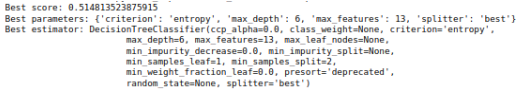 Best score: 0.514813523875915
Best parameters: {'criterion': 'entropy', 'max_depth': 6, 'max_features': 13, 'splitter': 'best'}
Best estimator: DecisionTreeClassifier(ccp_alpha=0.0, class_weight=None, criterion='entropy',
max_depth=6, max_features=13, max_leaf_nodes=None,
min_impurity_decrease=0.0, min_impurity_split=None,
min_samples_leaf=1, min_samples_split=2,
min_weight_fraction_leaf=0.0, presort='deprecated',
random_state=None, splitter='best')